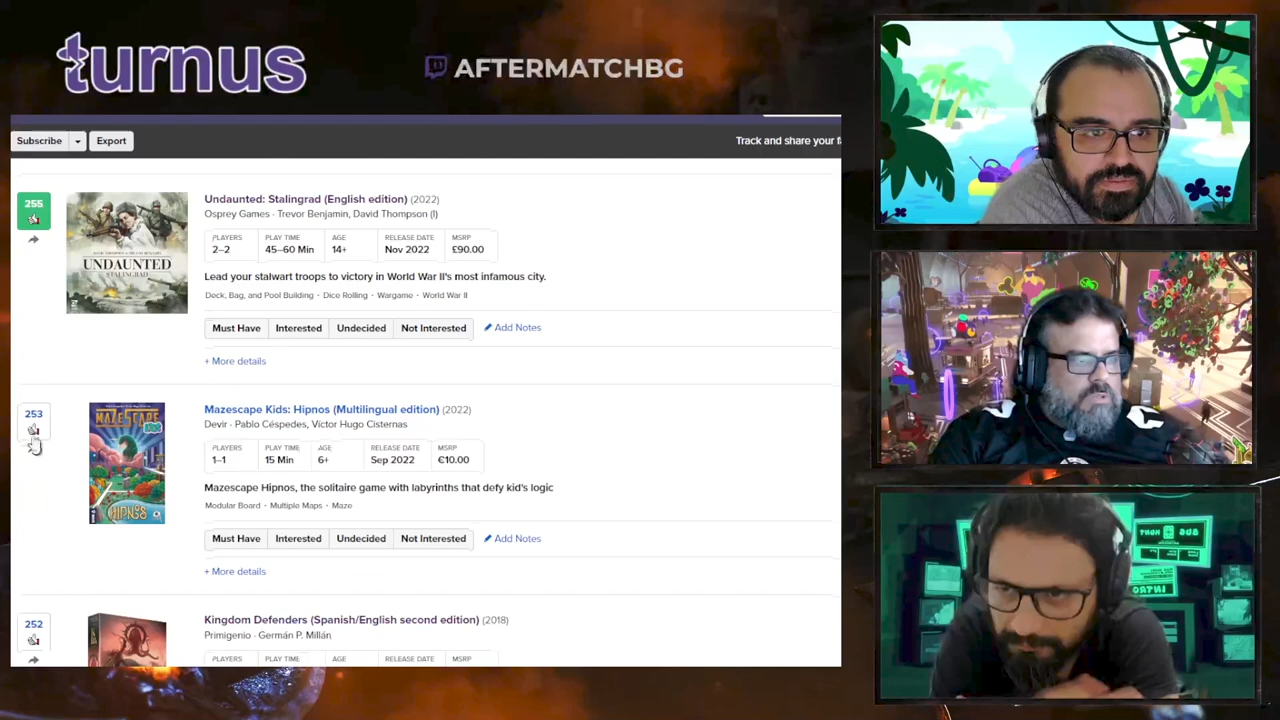 turnus
AFTERMATCHBG
Subscribe
Export
Track and share your f
255
UNDAUNTED
STALINGRAD
Undaunted: Stalingrad (English edition) (2022)
Osprey Games · Trevor Benjamin, David Thompson (I)
PLAYERS PLAY TIME AGE RELEASE DATE MSRP
2–2 45–60 Min 14+ Nov 2022 £90.00
Lead your stalwart troops to victory in World War II's most infamous city.
Deck, Bag, and Pool Building · Dice Rolling · Wargame · World War II
Must Have Interested Undecided Not Interested Add Notes
+ More details
253
MAZESCAPE
KIDS
HIPNOS
Mazescape Kids: Hipnos (Multilingual edition) (2022)
Devir · Pablo Céspedes, Víctor Hugo Cisternas
PLAYERS PLAY TIME AGE RELEASE DATE MSRP
1–1 15 Min 6+ Sep 2022 €10.00
Mazescape Hipnos, the solitaire game with labyrinths that defy kid's logic
Modular Board · Multiple Maps · Maze
Must Have Interested Undecided Not Interested Add Notes
+ More details
252
Kingdom Defenders (Spanish/English second edition) (2018)
Primigenio · Germán P. Millán
PLAYERS PLAY TIME AGE RELEASE DATE MSRP